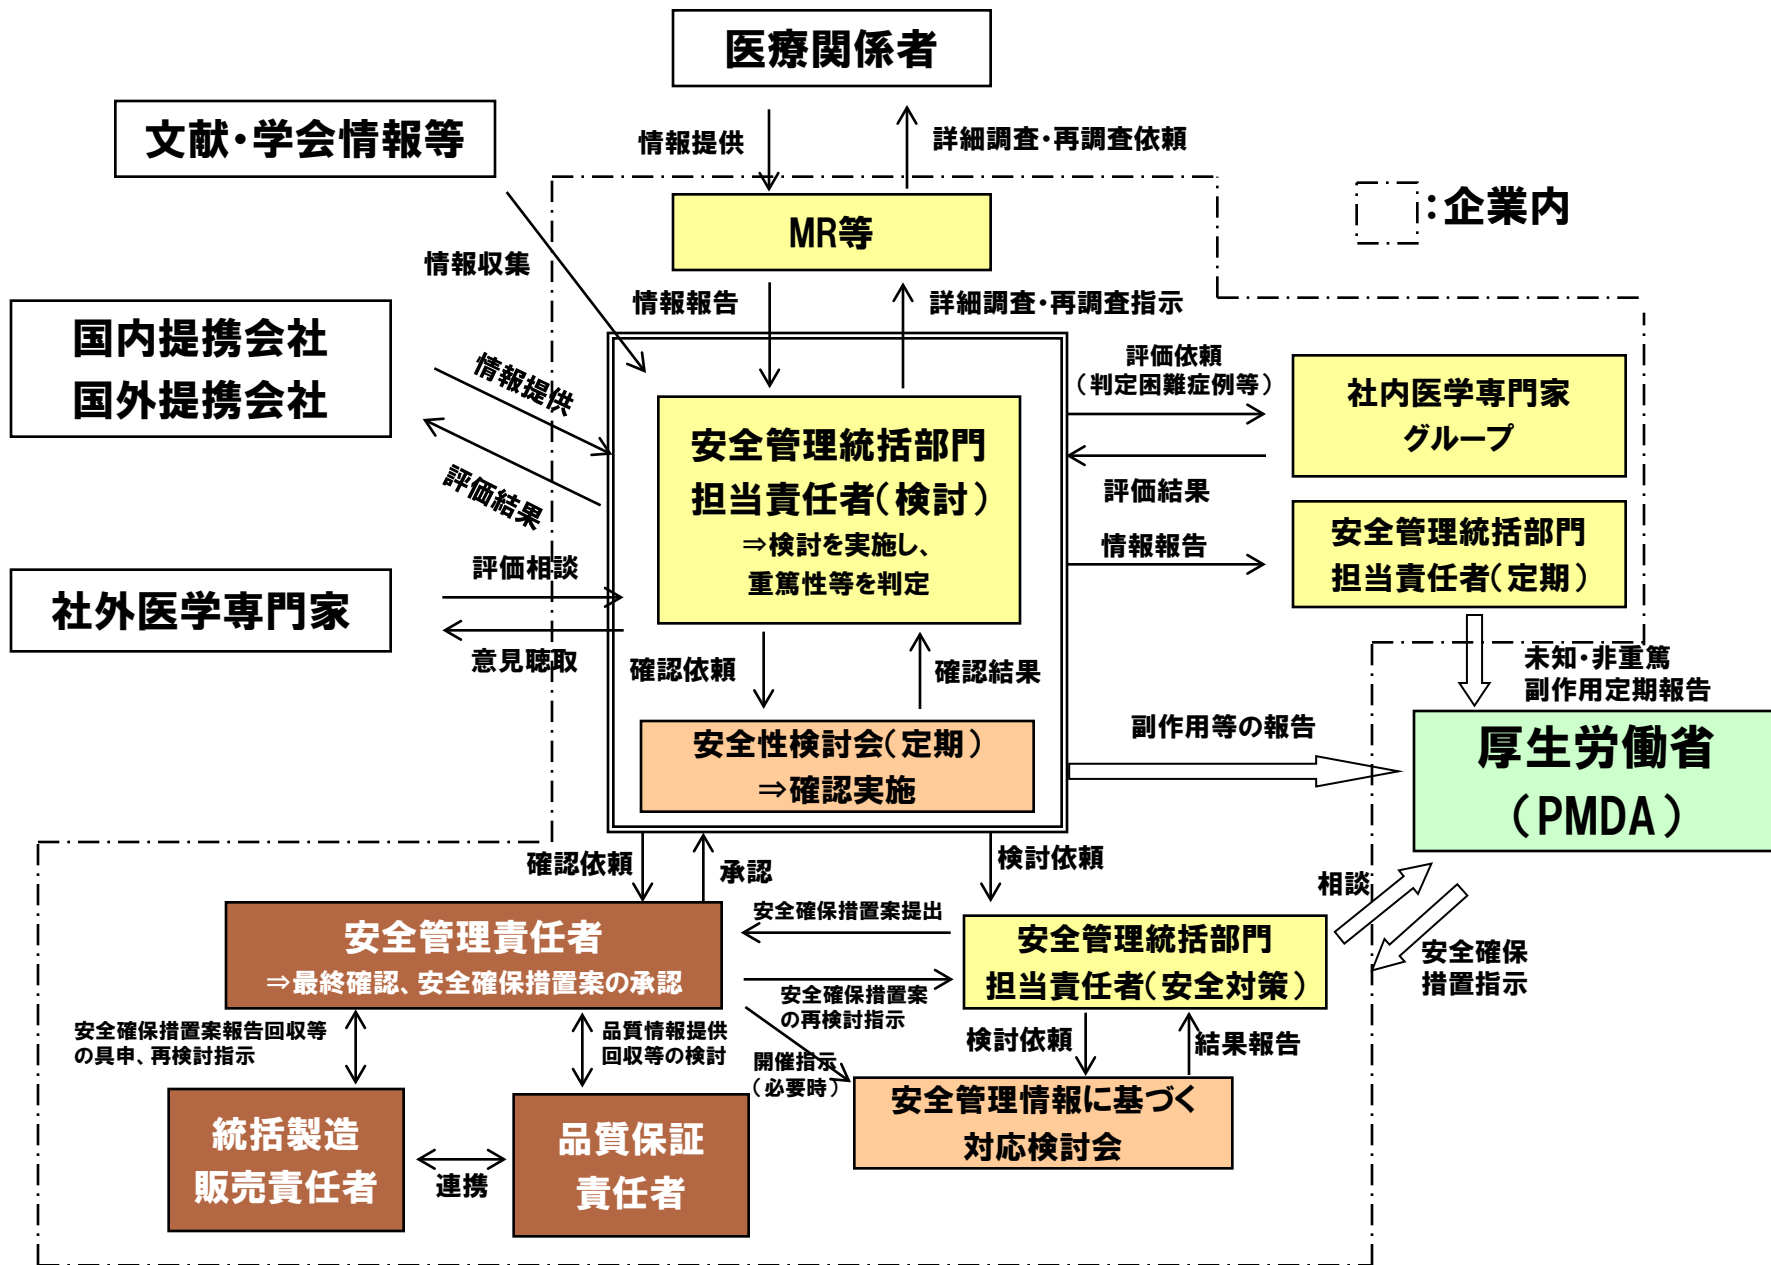 医療関係者
文献・学会情報等
情報提供
詳細調査・再調査依頼
:企業内
MR等
情報収集
情報報告
詳細調査・再調査指示
国内提携会社
国外提携会社
情報提供
評価結果
評価依頼
(判定困難症例等)
社内医学専門家
グループ
安全管理統括部門
担当責任者(検討)
⇒検討を実施し、
重篤性等を判定
評価結果
情報報告
安全管理統括部門
担当責任者(定期)
社外医学専門家
評価相談
意見聴取
確認依頼
確認結果
未知・非重篤
副作用定期報告
安全性検討会(定期)
⇒確認実施
副作用等の報告
厚生労働省
(PMDA)
確認依頼
承認
検討依頼
相談
安全確保
措置指示
安全管理責任者
⇒最終確認、安全確保措置案の承認
安全確保措置案提出
安全確保措置案
の再検討指示
安全管理統括部門
担当責任者(安全対策)
安全確保措置案報告回収等
の具申、再検討指示
品質情報提供
回収等の検討
開催指示
(必要時)
検討依頼
結果報告
統括製造
販売責任者
連携
品質保証
責任者
安全管理情報に基づく
対応検討会